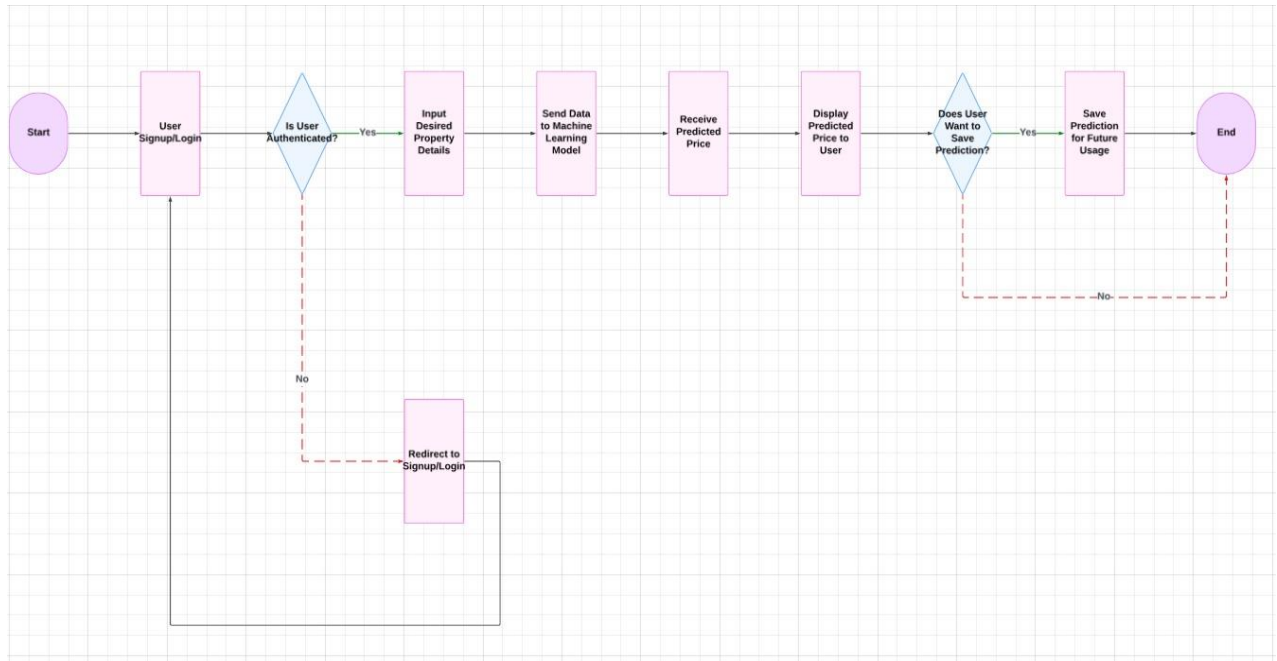 Start
User
Signup/Login
Is User
Authenticated?
Yes
Input
Desired
Property
Details
Send Data
to Machine
Learning
Model
Receive
Predicted
Price
Display
Predicted
Price to
User
Does User
Want to
Save
Prediction?
Yes
Save
Prediction
for Future
Usage
End
No
No
Redirect to
Signup/Login